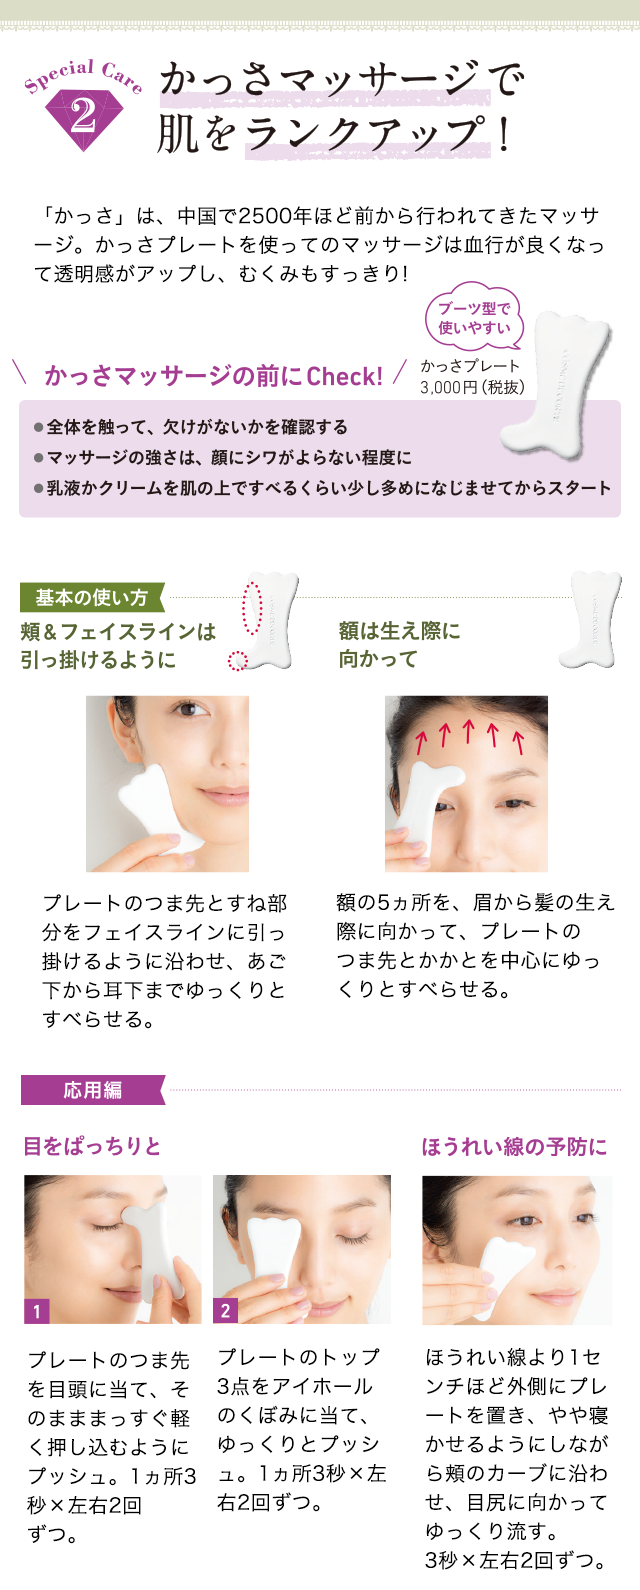 Special Care
2
かっさマッサージで
肌をランクアップ！
「かっさ」は、中国で2500年ほど前から行われてきたマッサ
ージ。かっさプレートを使ってのマッサージは血行が良くなっ
て透明感がアップし、むくみもすっきり!
ブーツ型で
使いやすい
かっさプレート
3,000円（税抜）
かっさマッサージの前にCheck!
●全体を触って、欠けがないかを確認する
●マッサージの強さは、顔にシワがよらない程度に
●乳液かクリームを肌の上ですべるくらい少し多めになじませてからスタート
基本の使い方
頬＆フェイスラインは
引っ掛けるように
プレートのつま先とすね部
分をフェイスラインに引っ
掛けるように沿わせ、あご
下から耳下までゆっくりと
すべらせる。
額は生え際に
向かって
額の5ヵ所を、眉から髪の生え
際に向かって、プレートの
つま先とかかとを中心にゆっ
くりとすべらせる。
応用編
目をぱっちりと
1
プレートのつま先
を目頭に当て、そ
のまままっすぐ軽
く押し込むように
プッシュ。1ヵ所3
秒×左右2回
ずつ。
2
プレートのトップ
3点をアイホール
のくぼみに当て、
ゆっくりとプッシ
ュ。1ヵ所3秒×左
右2回ずつ。
ほうれい線の予防に
ほうれい線より1セ
ンチほど外側にプレ
ートを置き、やや寝
かせるようにしなが
ら頬のカーブに沿わ
せ、目尻に向かって
ゆっくり流す。
3秒×左右2回ずつ。